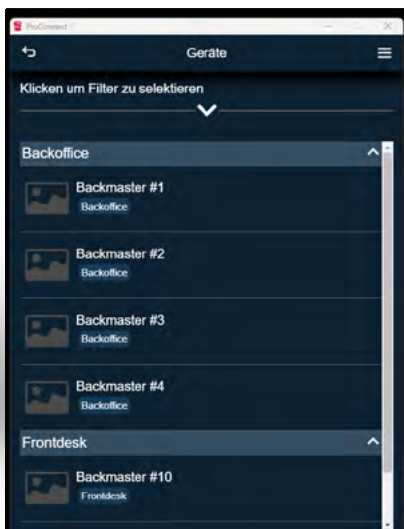 ProConnect
Geräte
Klicken um Filter zu selektieren
Backoffice
Backmaster #1
Backoffice
Backmaster #2
Backoffice
Backmaster #3
Backoffice
Backmaster #4
Backoffice
Frontdesk
Backmaster #10
Frontdesk